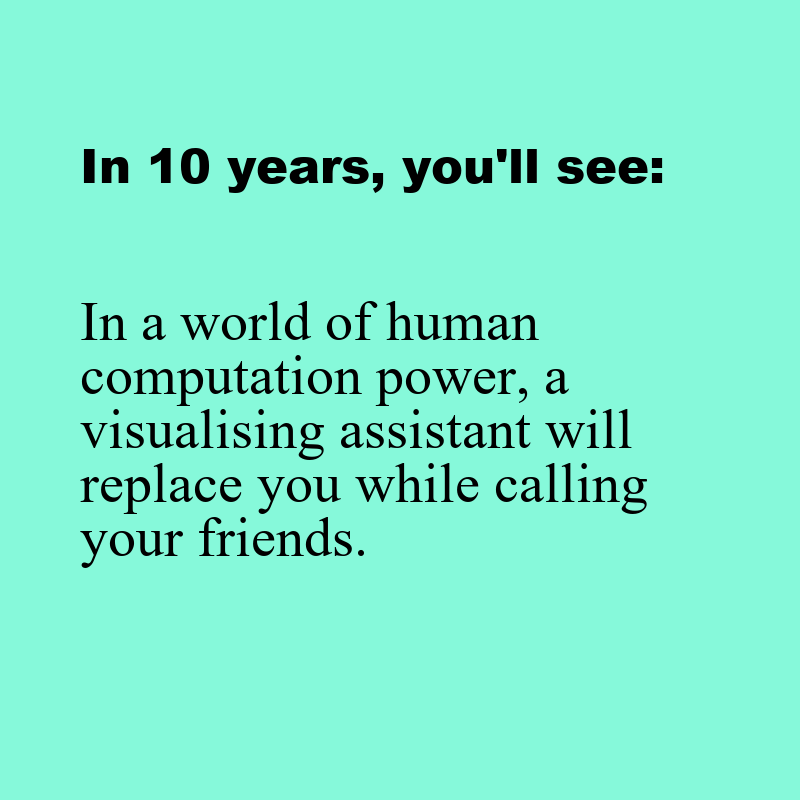 In 10 years, you'll see:
In a world of human
computation power, a
visualising assistant will
replace you while calling
your friends.